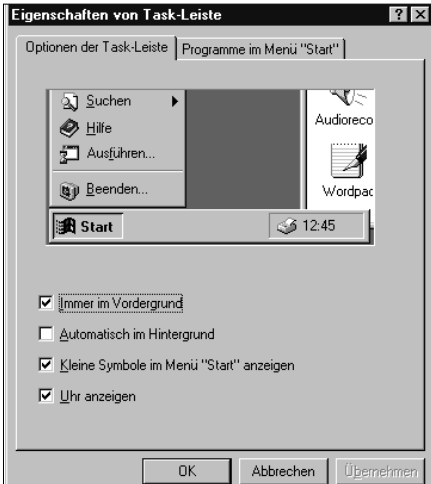 Eigenschaften von Task-Leiste
Optionen der Task-Leiste
Programme im Menü "Start"
Suchen
Hilfe
Ausführen...
Beenden...
Audioreco
Wordpad
Start
12:45
Immer im Vordergrund
Automatisch im Hintergrund
Kleine Symbole im Menü "Start" anzeigen
Uhr anzeigen
OK
Abbrechen
Übernehmen